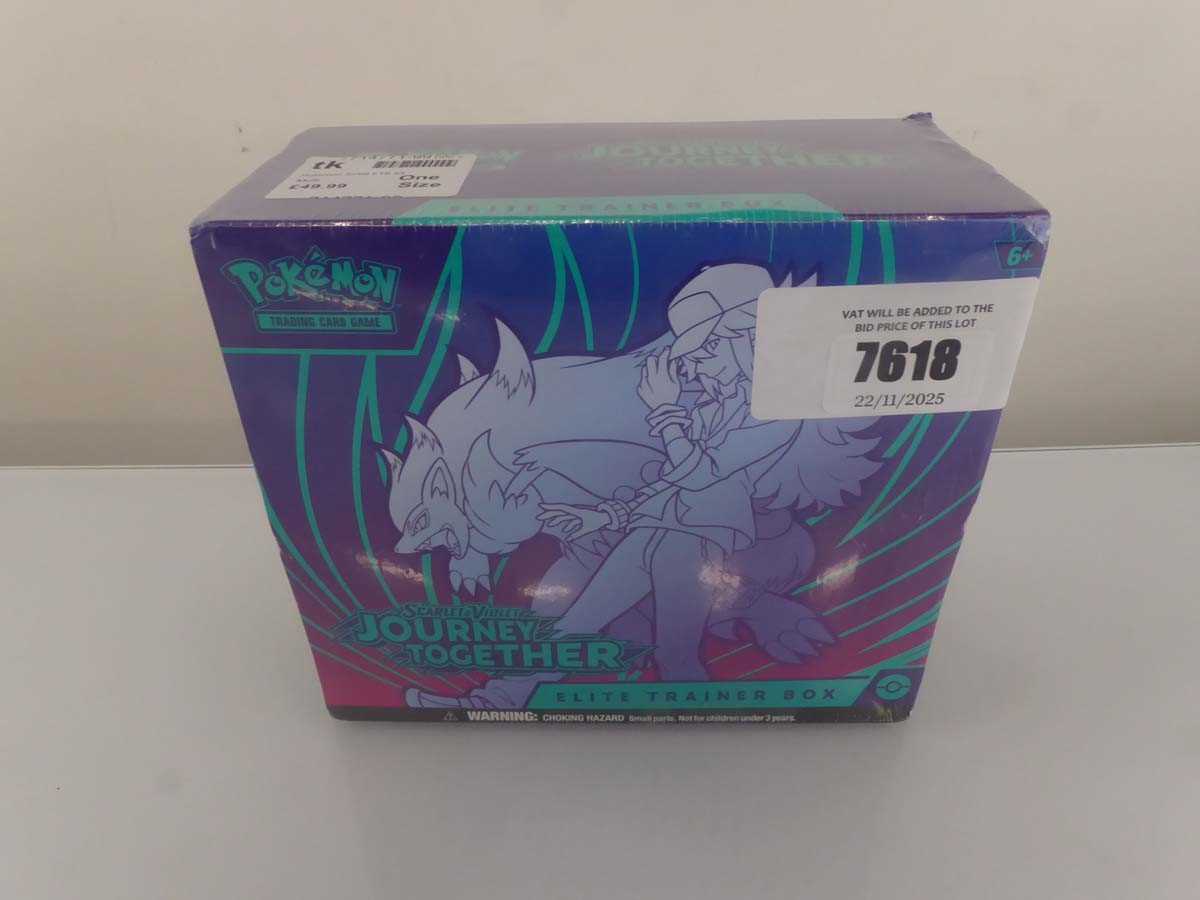 tk
One
£49.99 Size
JOURNEY
TOGETHER
ELITE TRAINER BOX
POKéMON
TRADING CARD GAME
6+
VAT WILL BE ADDED TO THE
BID PRICE OF THIS LOT
7618
22/11/2025
SCARLET & VIOLET
JOURNEY
TOGETHER
ELITE TRAINER BOX
WARNING: CHOKING HAZARD Small parts. Not for children under 3 years.